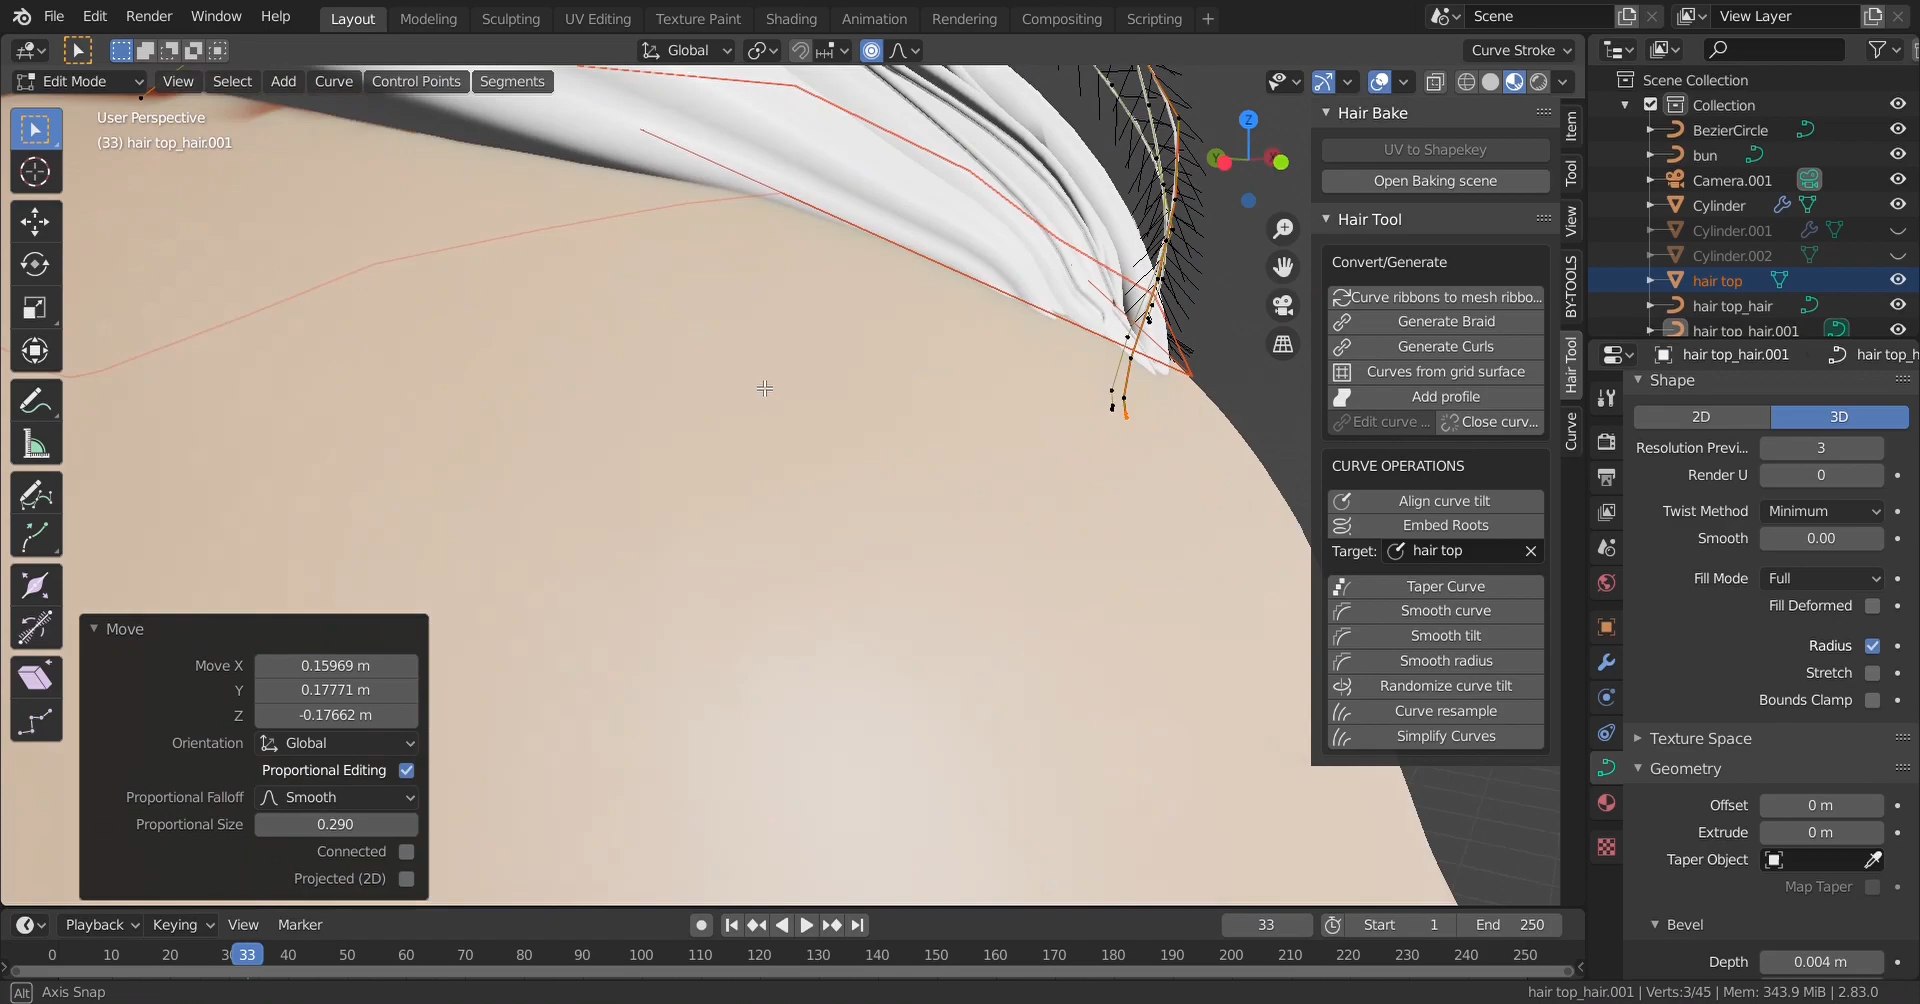 File Edit Render Window Help Layout Modeling Sculpting UV Editing Texture Paint Shading Animation Rendering Compositing Scripting + Scene View Layer
Global Curve Stroke
Edit Mode View Select Add Curve Control Points Segments
User Perspective
(33) hair top_hair.001
Z
Y
Hair Bake
UV to Shapekey
Open Baking scene
Hair Tool
Convert/Generate
Curve ribbons to mesh ribbo...
Generate Braid
Generate Curls
Curves from grid surface
Add profile
Edit curve ... Close curv...
CURVE OPERATIONS
Align curve tilt
Embed Roots
Target: hair top
Taper Curve
Smooth curve
Smooth tilt
Smooth radius
Randomize curve tilt
Curve resample
Simplify Curves
Item
Tool
View
BY-TOOLS
Hair Tool
Curve
Scene Collection
Collection
BezierCircle
bun
Camera.001
Cylinder
Cylinder.001
Cylinder.002
hair top
hair top_hair
hair top_hair.001
hair top_hair.001 hair top_h
Shape
2D 3D
Resolution Previ... 3
Render U 0
Twist Method Minimum
Smooth 0.00
Fill Mode Full
Fill Deformed
Radius
Stretch
Bounds Clamp
Texture Space
Geometry
Offset 0 m
Extrude 0 m
Taper Object
Map Taper
Bevel
Depth 0.004 m
Move
Move X 0.15969 m
Y 0.17771 m
Z -0.17662 m
Orientation Global
Proportional Editing
Proportional Falloff Smooth
Proportional Size 0.290
Connected
Projected (2D)
Playback Keying View Marker 33 Start 1 End 250
0 10 20 33 40 50 60 70 80 90 100 110 120 130 140 150 160 170 180 190 200 210 220 230 240 250
Alt Axis Snap hair top_hair.001 | Verts:3/45 | Mem: 343.9 MiB | 2.83.0